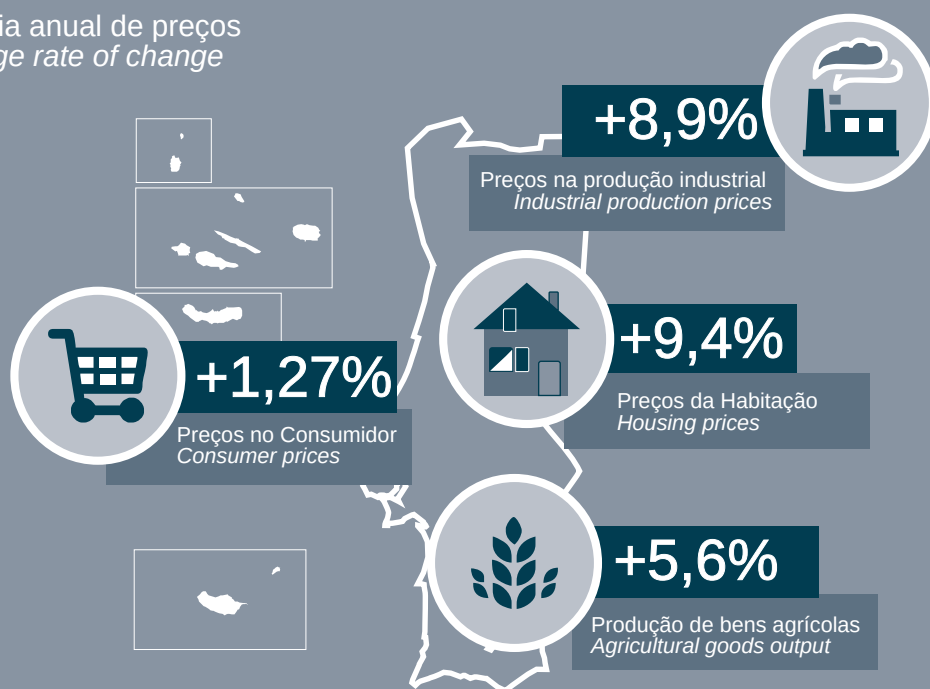 anual de preços
rate of change
+8,9%
Preços na produção industrial
Industrial production prices
+9,4%
Preços da Habitação
Housing prices
+1,27%
Preços no Consumidor
Consumer prices
+5,6%
Produção de bens agrícolas
Agricultural goods output